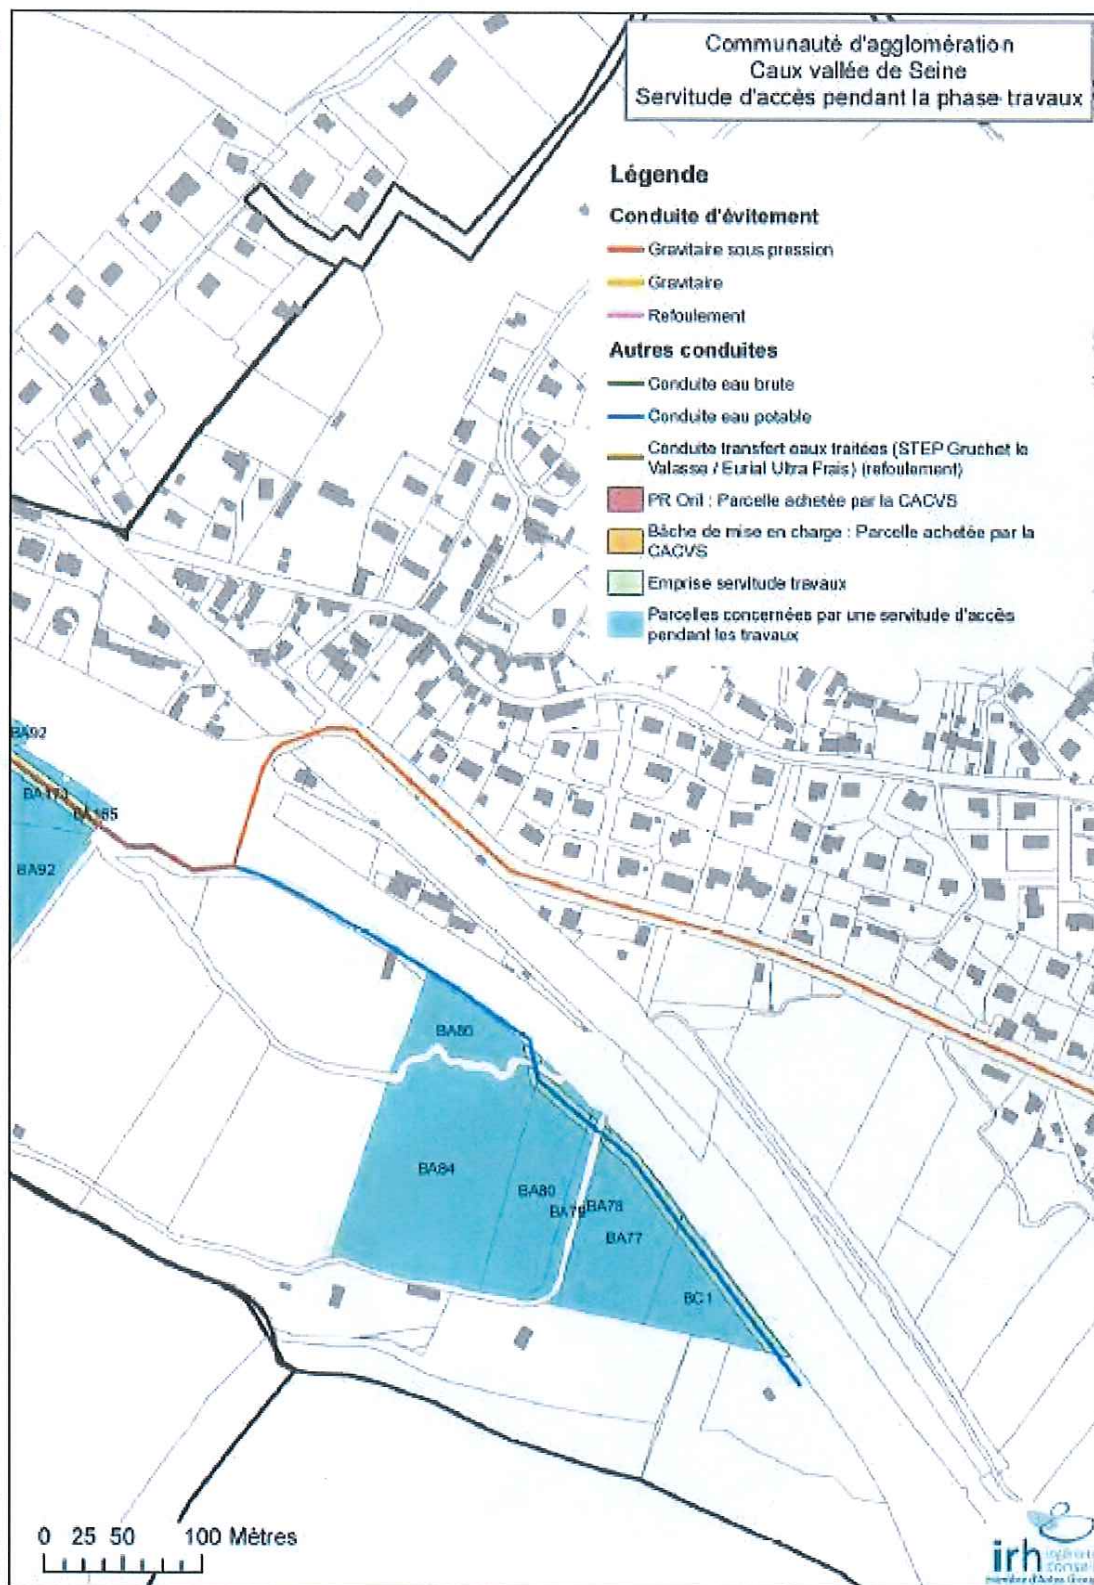 Communauté d'agglomération
Caux vallée de Seine
Servitude d'accès pendant la phase travaux
Légende
Conduite d'évitement
Gravitaire sous pression
Gravitaire
Refoulement
Autres conduites
Conduite eau brute
Conduite eau potable
Conduite transfert eaux traitées (STEP Gruchet le
Valasse / Eurial Ultra Frais) (refoulement)
PR Oril : Parcelle achetée par la CACVS
Bâche de mise en charge : Parcelle achetée par la
CACVS
Emprise servitude travaux
Parcelles concernées par une servitude d'accès
pendant les travaux
BA92
BA173
BA165
BA92
BA80
BA84
BA80
BA79
BA78
BA77
BC1
0 25 50 100 Mètres
irh